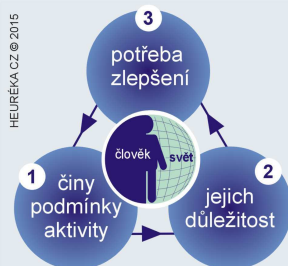 HEURÉKA CZ © 2015
3
potřeba
zlepšení
člověk
svět
1
činy
podmínky
aktivity
2
jejich
důležitost